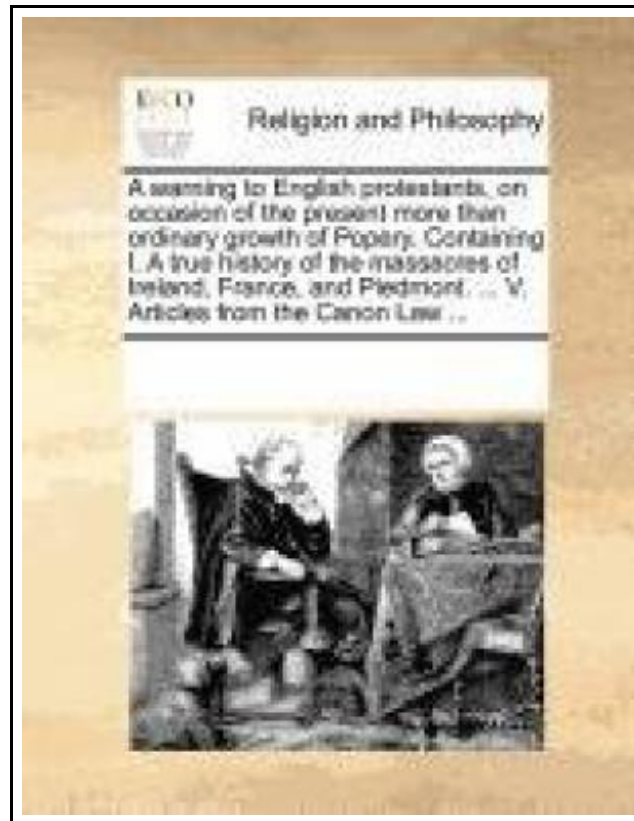 ECCO
Religion and Philosophy
A warning to English protestants, on
occasion of the present more than
ordinary growth of Popery. Containing
I. A true history of the massacres of
Ireland, France, and Piedmont. ... V.
Articles from the Canon Law ...